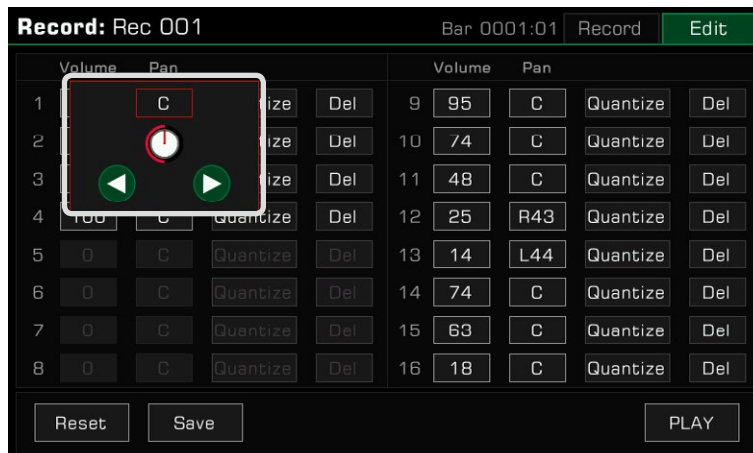 Record: Rec 001 Bar 0001:01 Record Edit
Volume Pan Volume Pan
C
1 ize Del 9 95 C Quantize Del
2 ize Del 10 74 C Quantize Del
3 ize Del 11 48 C Quantize Del
4 100 C Quantize Del 12 25 R43 Quantize Del
5 0 C Quantize Del 13 14 L44 Quantize Del
6 0 C Quantize Del 14 74 C Quantize Del
7 0 C Quantize Del 15 63 C Quantize Del
8 0 C Quantize Del 16 18 C Quantize Del
Reset Save PLAY